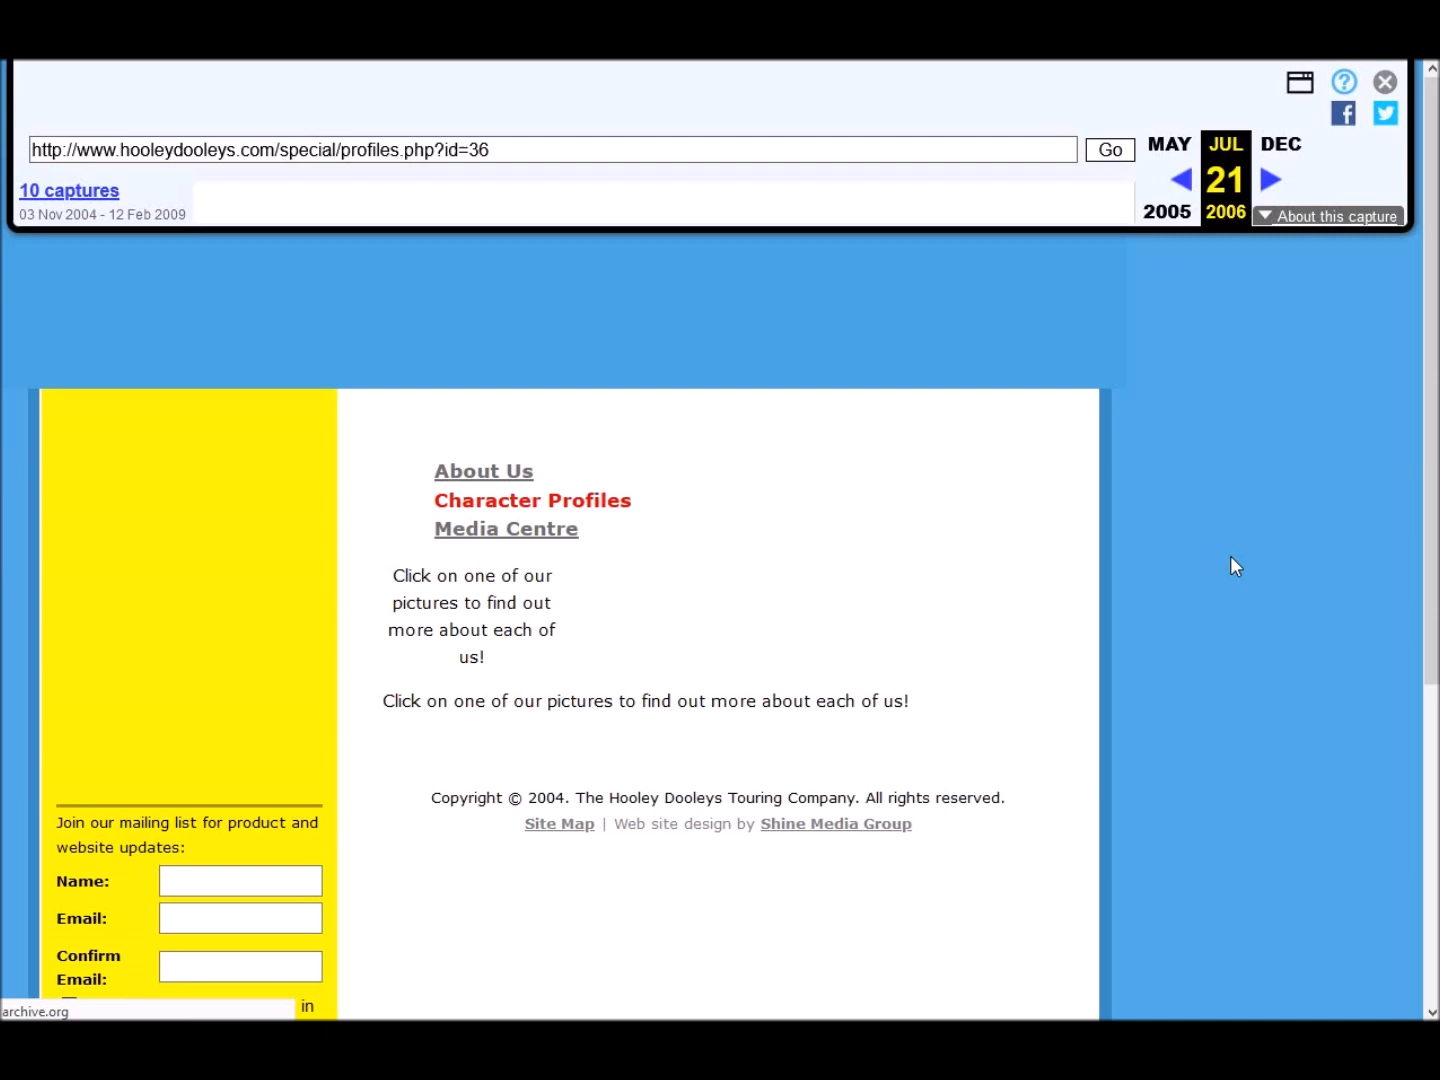 http://www.hooleydooleys.com/special/profiles.php?id=36
Go
MAY
JUL
DEC
21
2005
2006
About this capture
10 captures
03 Nov 2004 - 12 Feb 2009
About Us
Character Profiles
Media Centre
Click on one of our
pictures to find out
more about each of
us!
Click on one of our pictures to find out more about each of us!
Copyright © 2004. The Hooley Dooleys Touring Company. All rights reserved.
Site Map | Web site design by Shine Media Group
Join our mailing list for product and
website updates:
Name:
Email:
Confirm
Email:
in
archive.org